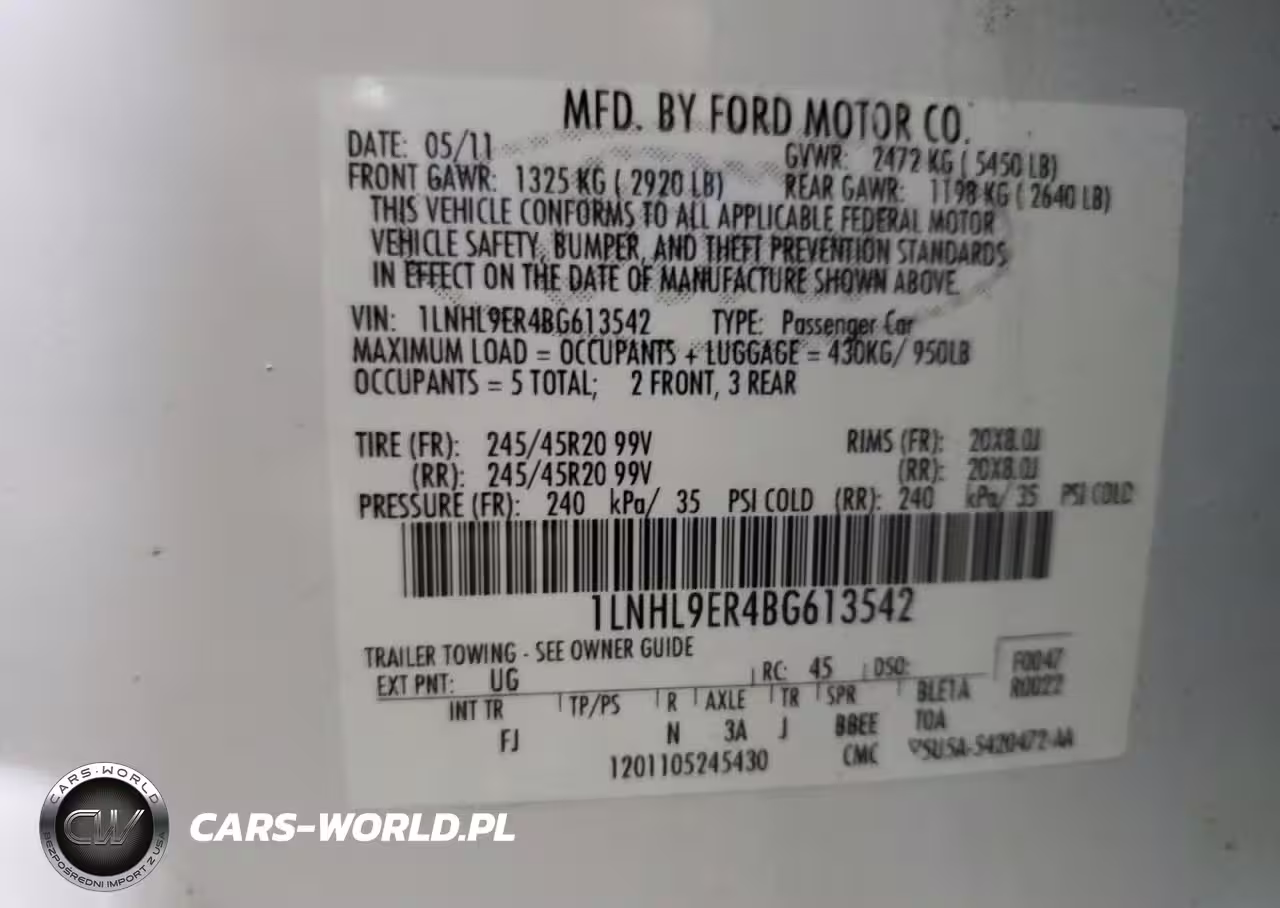 MFD. BY FORD MOTOR CO.
DATE: 05/11 GVWR: 2472 KG ( 5450 LB)
FRONT GAWR: 1325 KG ( 2920 LB) REAR GAWR: 1198 KG ( 2640 LB)
THIS VEHICLE CONFORMS TO ALL APPLICABLE FEDERAL MOTOR
VEHICLE SAFETY, BUMPER, AND THEFT PREVENTION STANDARDS
IN EFFECT ON THE DATE OF MANUFACTURE SHOWN ABOVE.
VIN: 1LNHL9ER4BG613542 TYPE: Passenger Car
MAXIMUM LOAD = OCCUPANTS + LUGGAGE = 430KG/ 950LB
OCCUPANTS = 5 TOTAL; 2 FRONT, 3 REAR
TIRE (FR): 245/45R20 99V RIMS (FR): 20X8.0J
(RR): 245/45R20 99V (RR): 20X8.0J
PRESSURE (FR): 240 kPa/ 35 PSI COLD (RR): 240 kPa/ 35 PSI COLD
1LNHL9ER4BG613542
TRAILER TOWING - SEE OWNER GUIDE
EXT PNT: UG RC: 45 DSO: F0047
R0022
INT TR TP/PS R AXLE TR SPR BLETA
FJ N 3A J BBEE TOA
1201105245430 CMC
CARS-WORLD
CW
BEZPOŚREDNI IMPORT Z USA
CARS-WORLD.PL